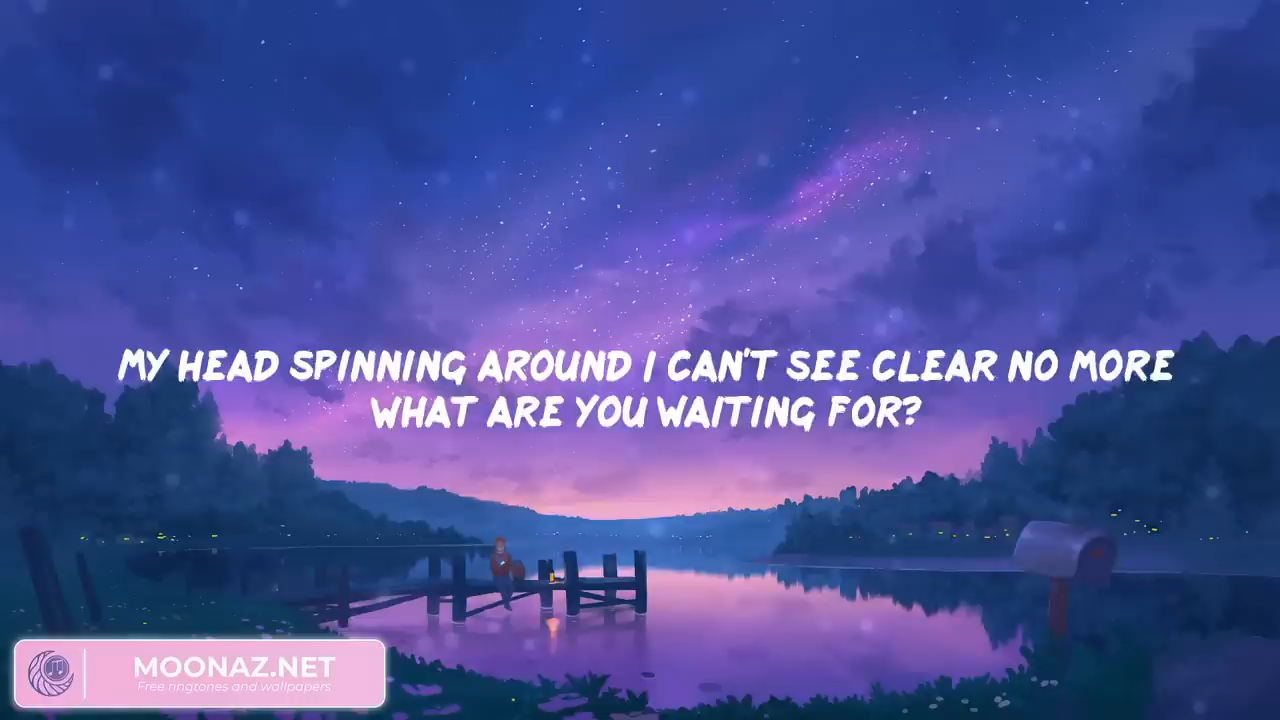 MY HEAD SPINNING AROUND I CAN'T SEE CLEAR NO MORE
WHAT ARE YOU WAITING FOR?
MOONAZ.NET
Free ringtones and wallpapers